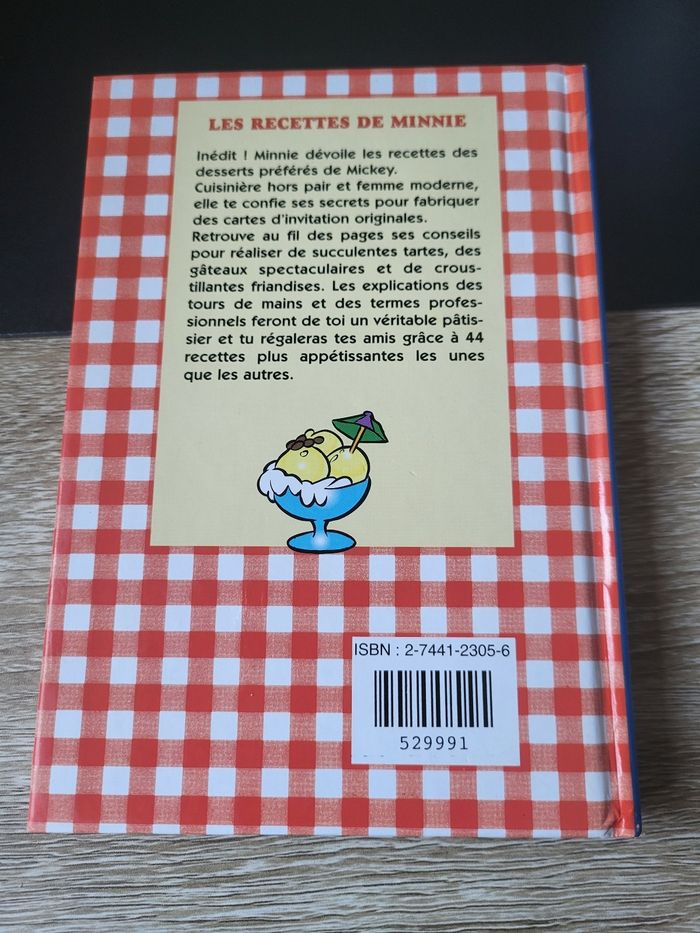 LES RECETTES DE MINNIE
Inédit ! Minnie dévoile les recettes des
desserts préférés de Mickey.
Cuisinière hors pair et femme moderne,
elle te confie ses secrets pour fabriquer
des cartes d'invitation originales.
Retrouve au fil des pages ses conseils
pour réaliser de succulentes tartes, des
gâteaux spectaculaires et de crous-
tillantes friandises. Les explications des
tours de mains et des termes profes-
sionnels feront de toi un véritable pâtis-
sier et tu régaleras tes amis grâce à 44
recettes plus appétissantes les unes
que les autres.
ISBN : 2-7441-2305-6
529991